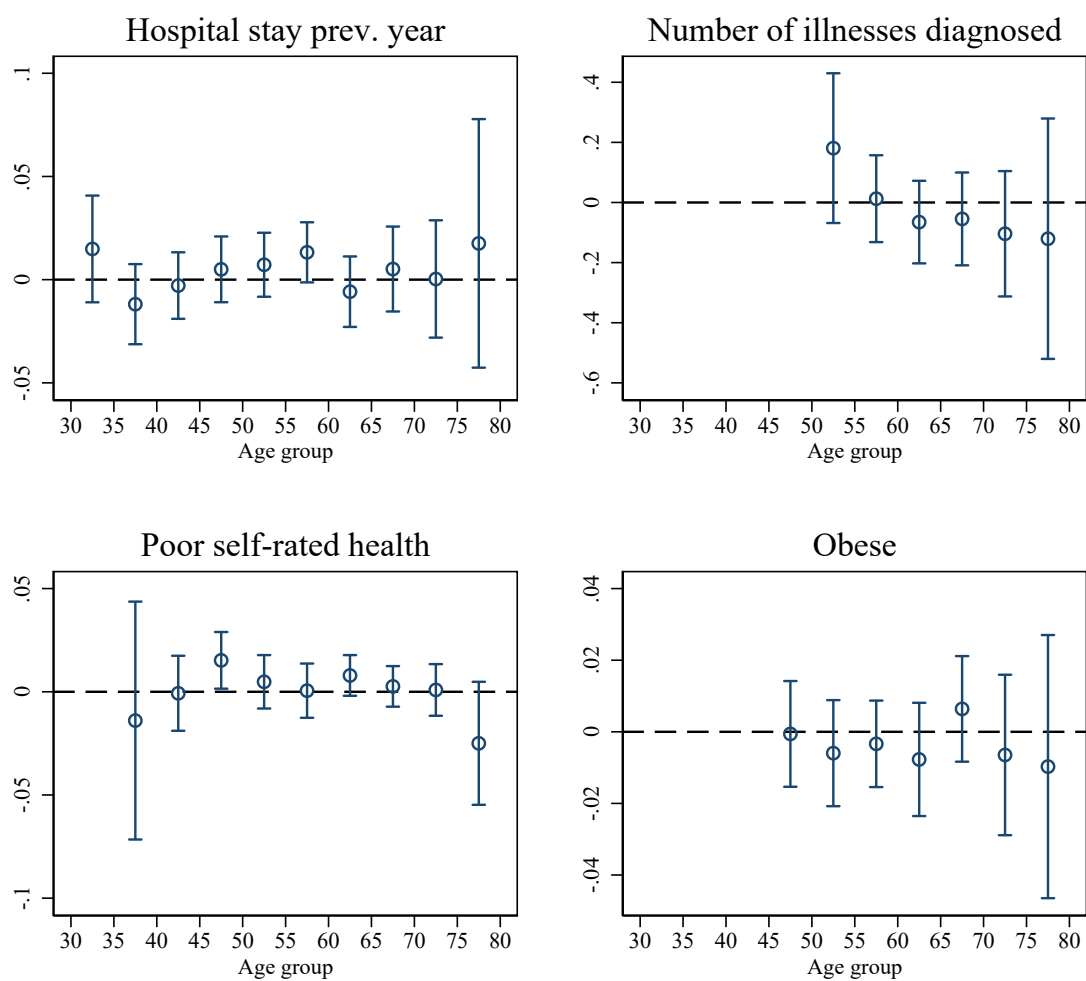 Hospital stay prev. year
.1
.05
0
-.05
30 35 40 45 50 55 60 65 70 75 80
Age group
Number of illnesses diagnosed
.4
.2
0
-.2
-.4
-.6
30 35 40 45 50 55 60 65 70 75 80
Age group
Poor self-rated health
.05
0
-.05
-.1
30 35 40 45 50 55 60 65 70 75 80
Age group
Obese
.04
.02
0
-.02
-.04
30 35 40 45 50 55 60 65 70 75 80
Age group